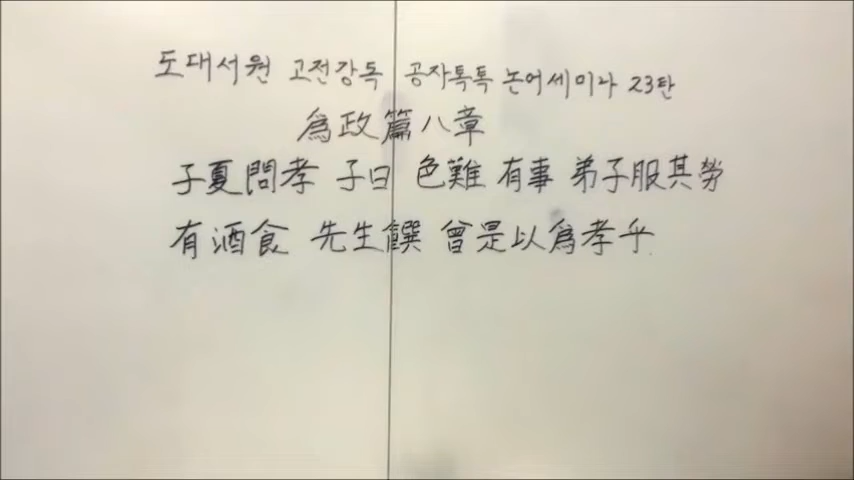 도대서원 고전강독 공자톡톡 논어세미나 23탄
爲政篇八章
子夏問孝 子曰 色難 有事 弟子服其勞
有酒食 先生饌 曾是以爲孝乎